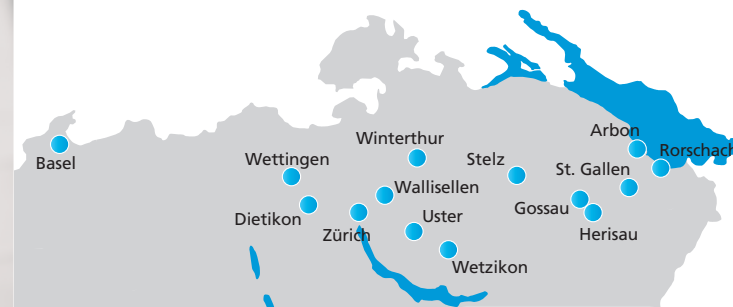 Basel
Wettingen
Dietikon
Zürich
Winterthur
Wallisellen
Uster
Wetzikon
Stelz
Gossau
Herisau
St. Gallen
Arbon
Rorschach